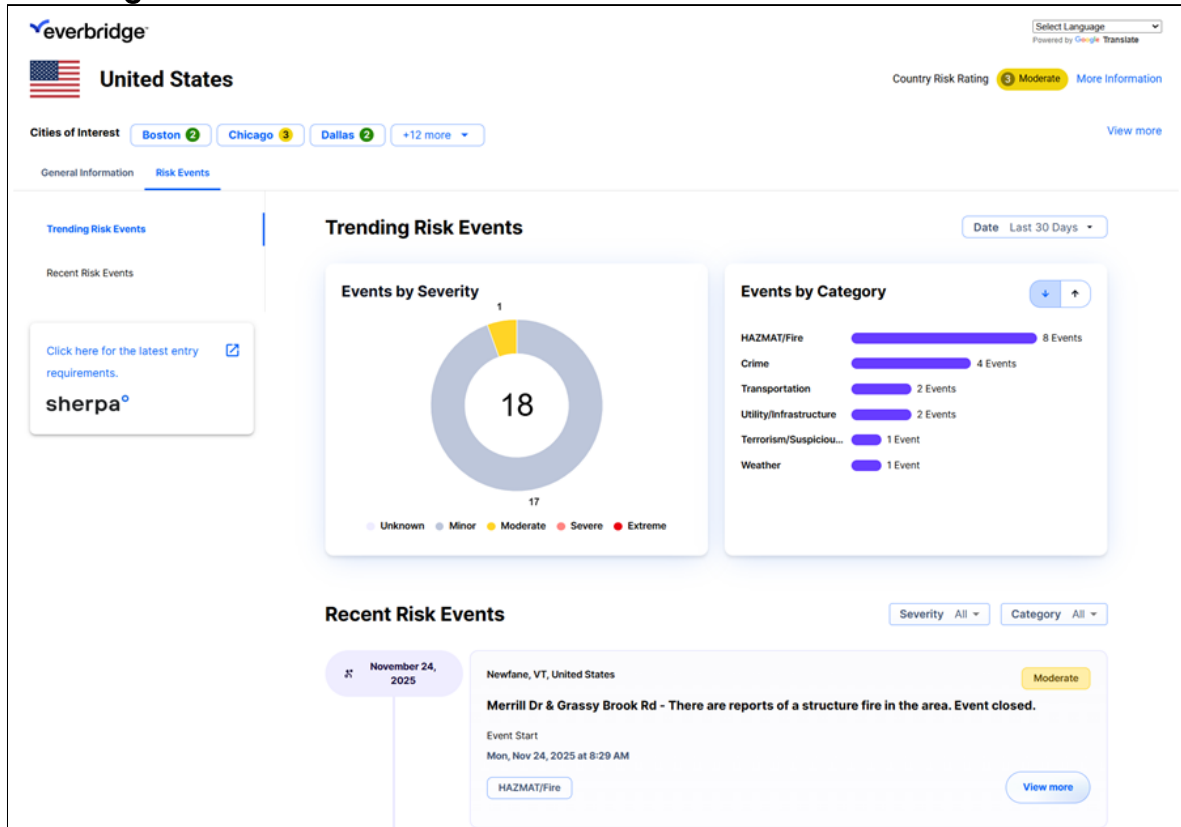 everbridge
Select Language
Powered by Google Translate
United States
Country Risk Rating 3 Moderate More Information
Cities of Interest Boston 2 Chicago 3 Dallas 2 +12 more
View more
General Information Risk Events
Trending Risk Events
Recent Risk Events
Click here for the latest entry
requirements.
sherpa°
Trending Risk Events
Date Last 30 Days
Events by Severity
1
18
17
Unknown Minor Moderate Severe Extreme
Events by Category
HAZMAT/Fire 8 Events
Crime 4 Events
Transportation 2 Events
Utility/Infrastructure 2 Events
Terrorism/Suspiciou... 1 Event
Weather 1 Event
Recent Risk Events
Severity All Category All
November 24,
2025
Newfane, VT, United States
Moderate
Merrill Dr & Grassy Brook Rd - There are reports of a structure fire in the area. Event closed.
Event Start
Mon, Nov 24, 2025 at 8:29 AM
HAZMAT/Fire
View more